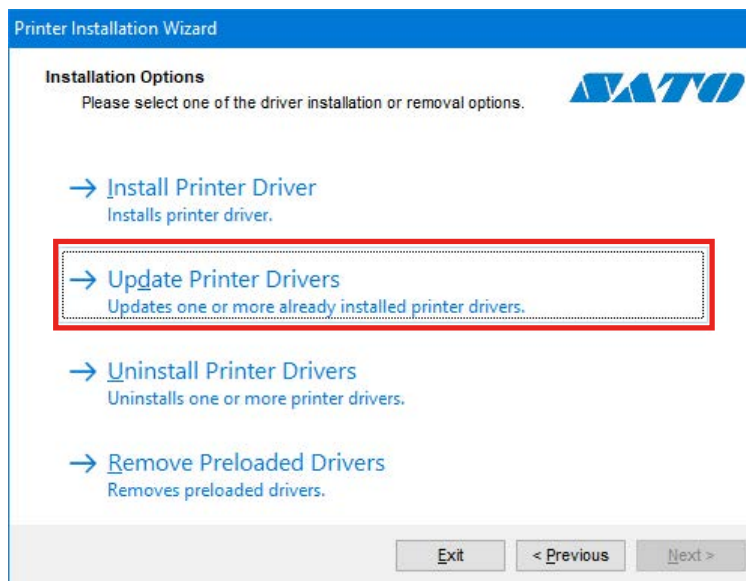 Printer Installation Wizard
Installation Options
Please select one of the driver installation or removal options.
SATO
→ Install Printer Driver
Installs printer driver.
→ Update Printer Drivers
Updates one or more already installed printer drivers.
→ Uninstall Printer Drivers
Uninstalls one or more printer drivers.
→ Remove Preloaded Drivers
Removes preloaded drivers.
Exit < Previous Next >